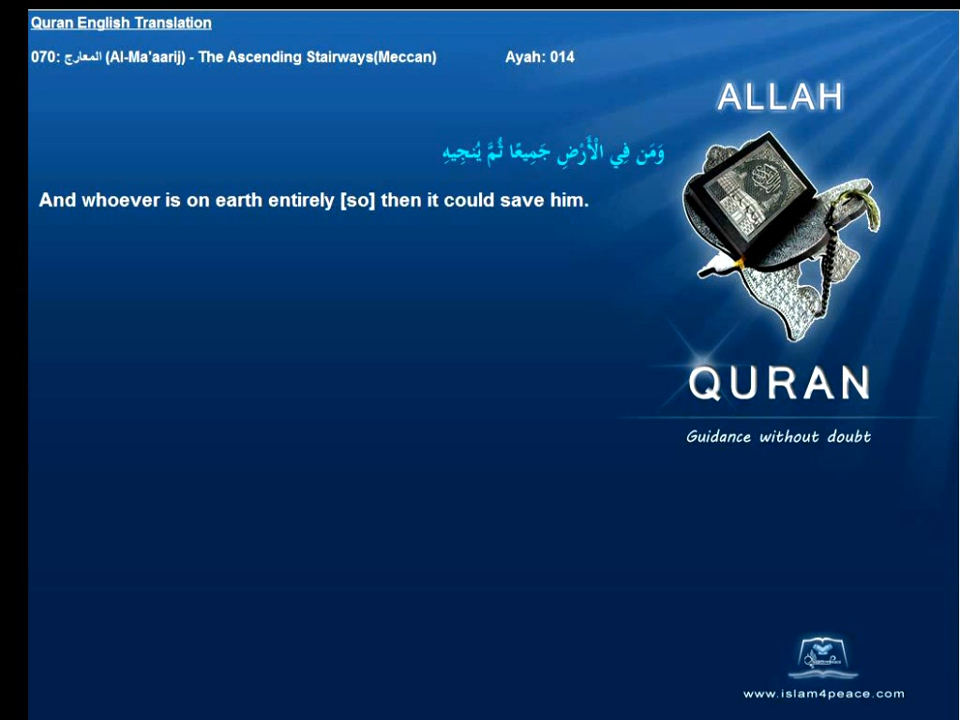 Quran English Translation
070: المعارج (Al-Ma'aarij) - The Ascending Stairways(Meccan) Ayah: 014
ALLAH
وَمَن فِي الْأَرْضِ جَمِيعًا ثُمَّ يُنجِيهِ
And whoever is on earth entirely [so] then it could save him.
QURAN
Guidance without doubt
www.islam4peace.com